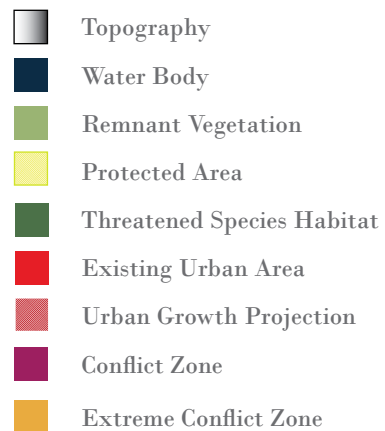 Topography
Water Body
Remnant Vegetation
Protected Area
Threatened Species Habitat
Existing Urban Area
Urban Growth Projection
Conflict Zone
Extreme Conflict Zone